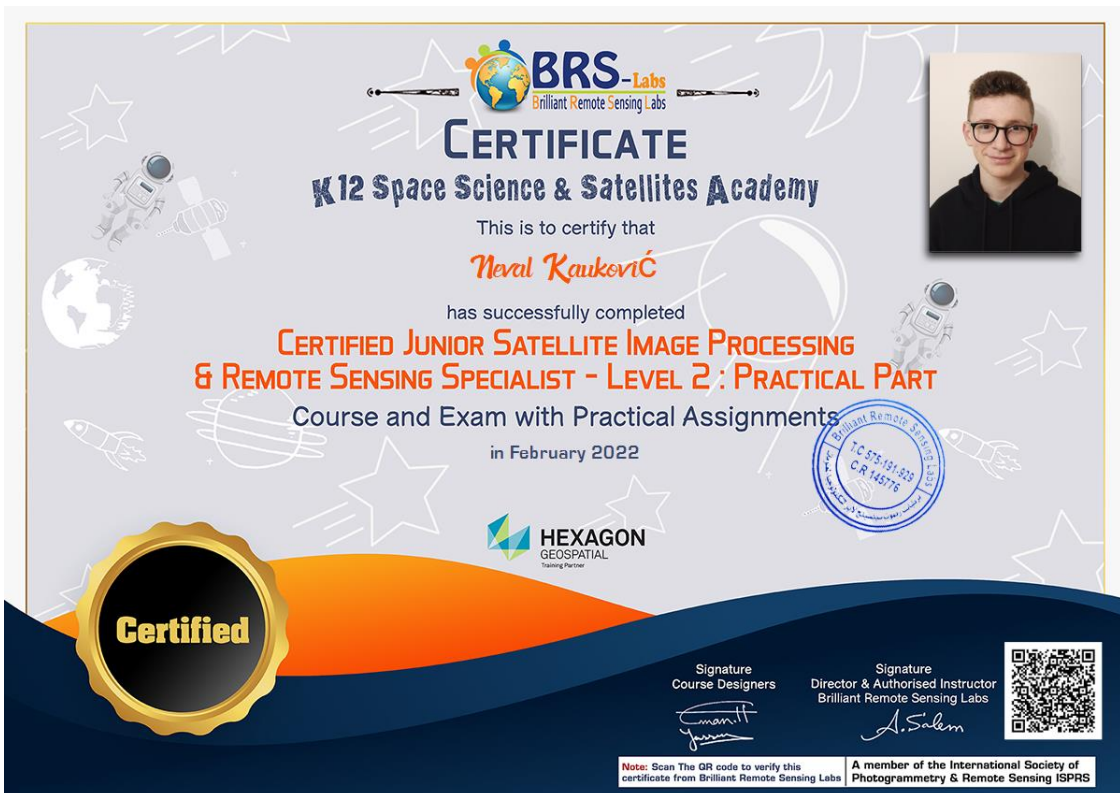 BRS-Labs
Brilliant Remote Sensing Labs
CERTIFICATE
K12 Space Science & Satellites Academy
This is to certify that
Neval KaukoviĆ
has successfully completed
CERTIFIED JUNIOR SATELLITE IMAGE PROCESSING
& REMOTE SENSING SPECIALIST - LEVEL 2 : PRACTICAL PART
Course and Exam with Practical Assignments
in February 2022
Brilliant Remote Sensing Labs
T.C 575-191-929
C.R 145776
HEXAGON
GEOSPATIAL
Training Partner
Certified
Signature
Course Designers
Signature
Director & Authorised Instructor
Brilliant Remote Sensing Labs
A.Salem
Note: Scan The QR code to verify this
certificate from Brilliant Remote Sensing Labs
A member of the International Society of
Photogrammetry & Remote Sensing ISPRS